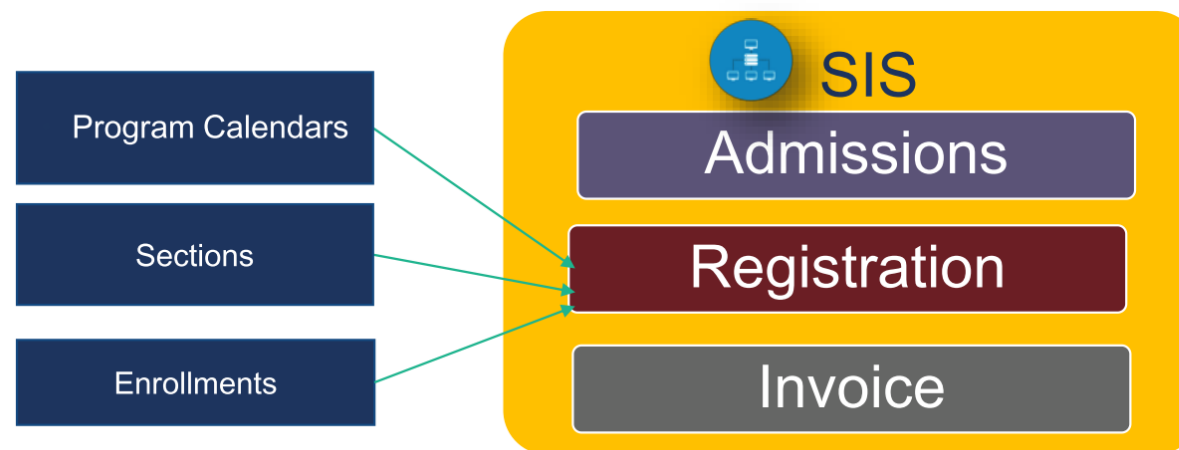 SIS
Program Calendars
Admissions
Sections
Registration
Enrollments
Invoice